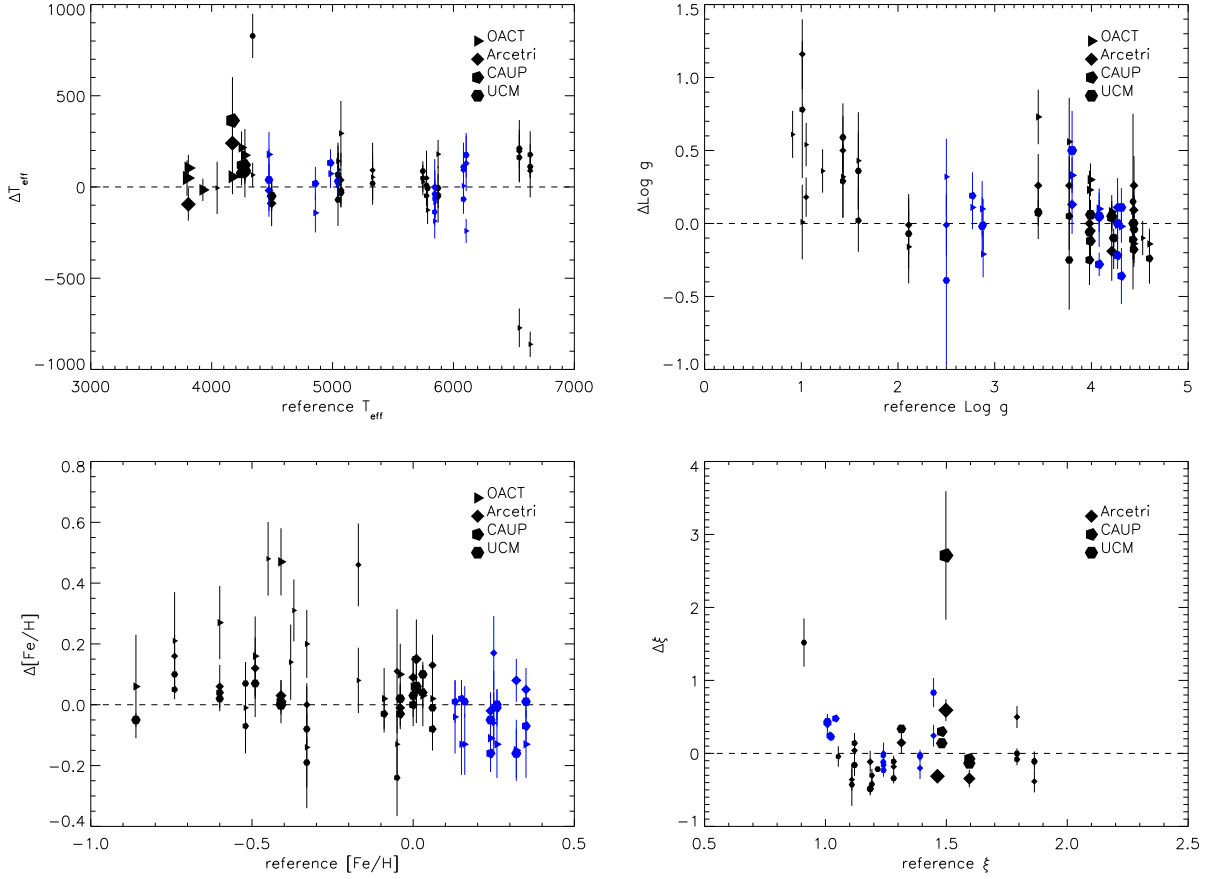 1000
500
0
-500
-1000
ΔT_eff
3000 4000 5000 6000 7000
reference T_eff
OACT
Arcetri
CAUP
UCM
1.5
1.0
0.5
0.0
-0.5
-1.0
ΔLog g
0 1 2 3 4 5
reference Log g
OACT
Arcetri
CAUP
UCM
0.8
0.6
0.4
0.2
0.0
-0.2
-0.4
Δ[Fe/H]
-1.0 -0.5 0.0 0.5
reference [Fe/H]
OACT
Arcetri
CAUP
UCM
4
3
2
1
0
-1
Δξ
0.5 1.0 1.5 2.0 2.5
reference ξ
Arcetri
CAUP
UCM